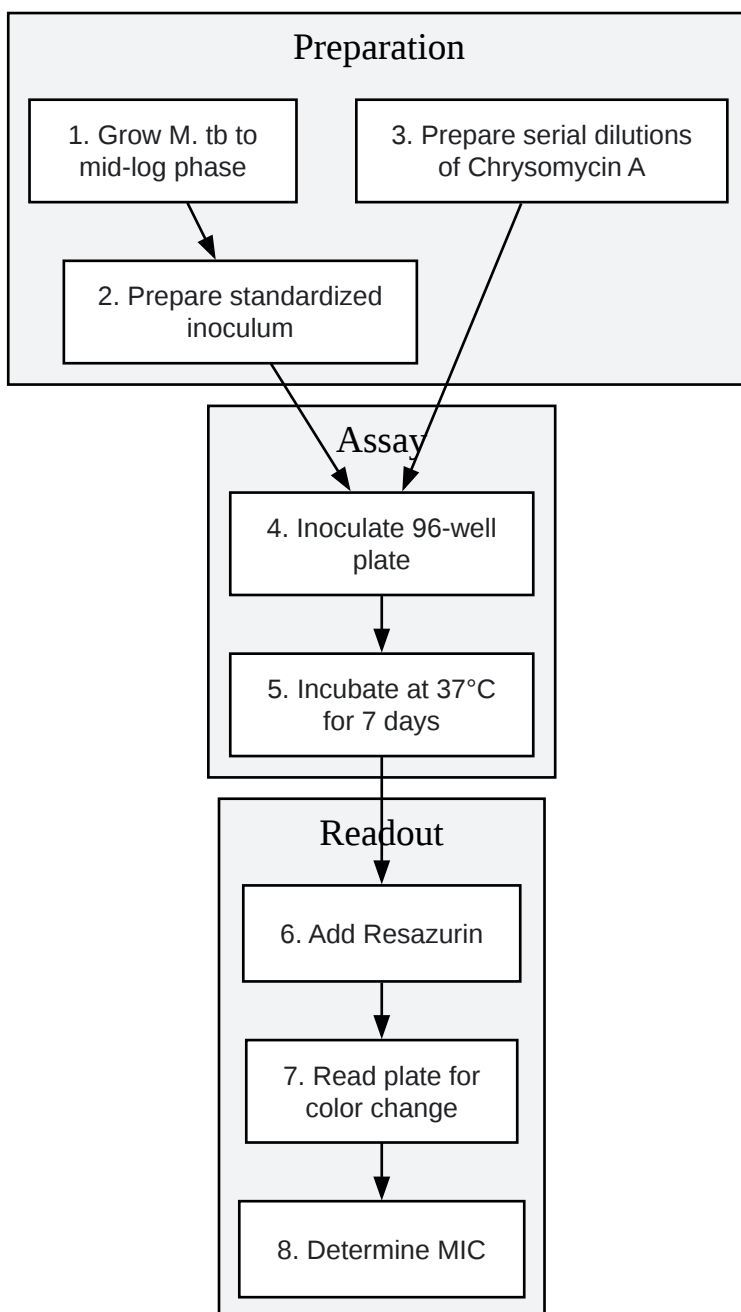 Preparation
1. Grow M. tb to
mid-log phase
3. Prepare serial dilutions
of Chrysomycin A
2. Prepare standardized
inoculum
Assay
4. Inoculate 96-well
plate
5. Incubate at 37°C
for 7 days
Readout
6. Add Resazurin
7. Read plate for
color change
8. Determine MIC